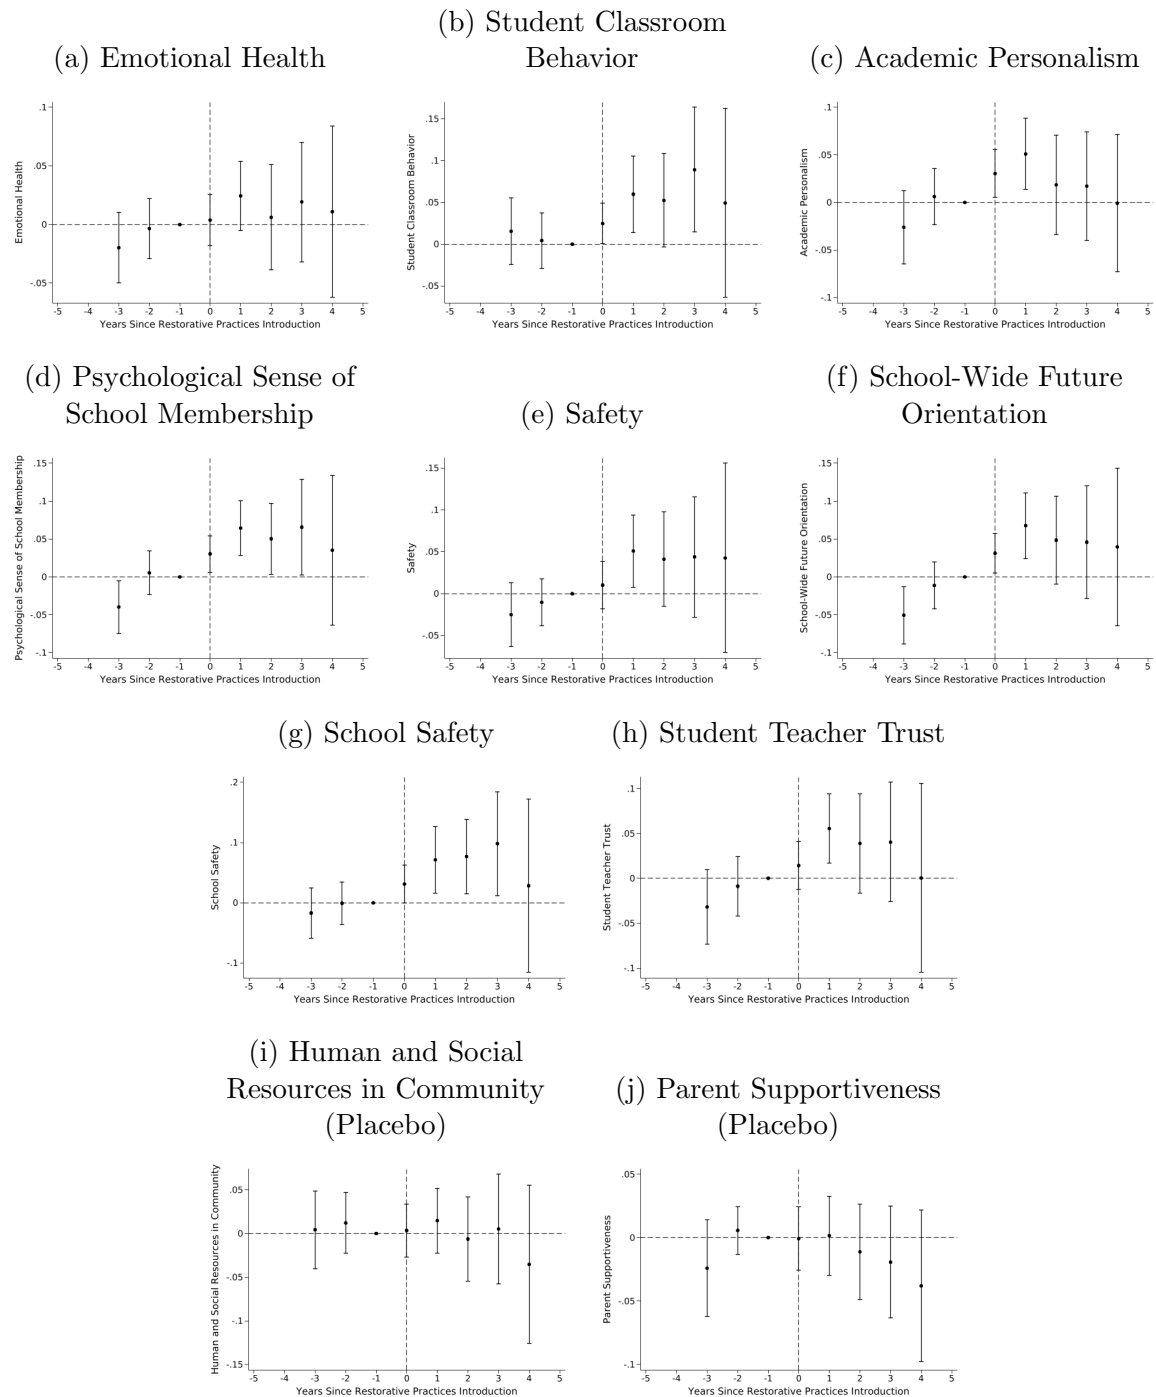 (a) Emotional Health
(b) Student Classroom
Behavior
(c) Academic Personalism
Emotional Health
.1
.05
0
-.05
-5 -4 -3 -2 -1 0 1 2 3 4 5
Years Since Restorative Practices Introduction
Student Classroom Behavior
.15
.1
.05
0
-.05
-5 -4 -3 -2 -1 0 1 2 3 4 5
Years Since Restorative Practices Introduction
Academic Personalism
.1
.05
0
-.05
-.1
-5 -4 -3 -2 -1 0 1 2 3 4 5
Years Since Restorative Practices Introduction
(d) Psychological Sense of
School Membership
(e) Safety
(f) School-Wide Future
Orientation
Psychological Sense of School Membership
.15
.1
.05
0
-.05
-.1
-5 -4 -3 -2 -1 0 1 2 3 4 5
Years Since Restorative Practices Introduction
Safety
.15
.1
.05
0
-.05
-5 -4 -3 -2 -1 0 1 2 3 4 5
Years Since Restorative Practices Introduction
School-Wide Future Orientation
.15
.1
.05
0
-.05
-.1
-5 -4 -3 -2 -1 0 1 2 3 4 5
Years Since Restorative Practices Introduction
(g) School Safety
(h) Student Teacher Trust
School Safety
.2
.1
0
-.1
-5 -4 -3 -2 -1 0 1 2 3 4 5
Years Since Restorative Practices Introduction
Student Teacher Trust
.1
.05
0
-.05
-.1
-5 -4 -3 -2 -1 0 1 2 3 4 5
Years Since Restorative Practices Introduction
(i) Human and Social
Resources in Community
(Placebo)
(j) Parent Supportiveness
(Placebo)
Human and Social Resources in Community
.05
0
-.05
-.1
-.15
-5 -4 -3 -2 -1 0 1 2 3 4 5
Years Since Restorative Practices Introduction
Parent Supportiveness
.05
0
-.05
-.1
-5 -4 -3 -2 -1 0 1 2 3 4 5
Years Since Restorative Practices Introduction